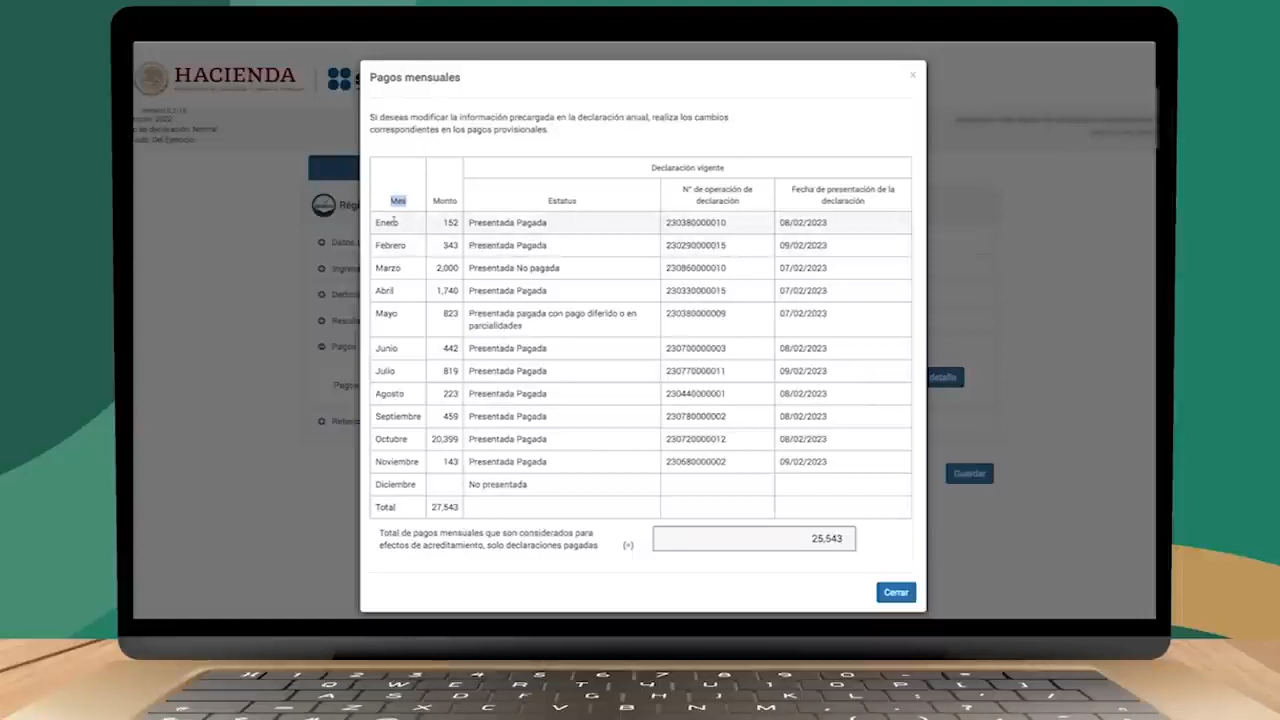 HACIENDA
Pagos mensuales
×
Si deseas modificar la información precargada en la declaración anual, realiza los cambios
correspondientes en los pagos provisionales.
Declaración vigente
Mes Monto Estatus N° de operación de declaración Fecha de presentación de la declaración
Enero 152 Presentada Pagada 230380000010 08/02/2023
Febrero 343 Presentada Pagada 230290000015 09/02/2023
Marzo 2,000 Presentada No pagada 230860000010 07/02/2023
Abril 1,740 Presentada Pagada 230330000015 07/02/2023
Mayo 823 Presentada pagada con pago diferido o en parcialidades 230380000009 07/02/2023
Junio 442 Presentada Pagada 230700000003 08/02/2023
Julio 819 Presentada Pagada 230770000011 09/02/2023
Agosto 223 Presentada Pagada 230440000001 08/02/2023
Septiembre 459 Presentada Pagada 230780000002 08/02/2023
Octubre 20,399 Presentada Pagada 230720000012 08/02/2023
Noviembre 143 Presentada Pagada 230680000002 09/02/2023
Diciembre No presentada
Total 27,543
Total de pagos mensuales que son considerados para
efectos de acreditamiento, solo declaraciones pagadas (=) 25,543
Cerrar
detalle
Guardar